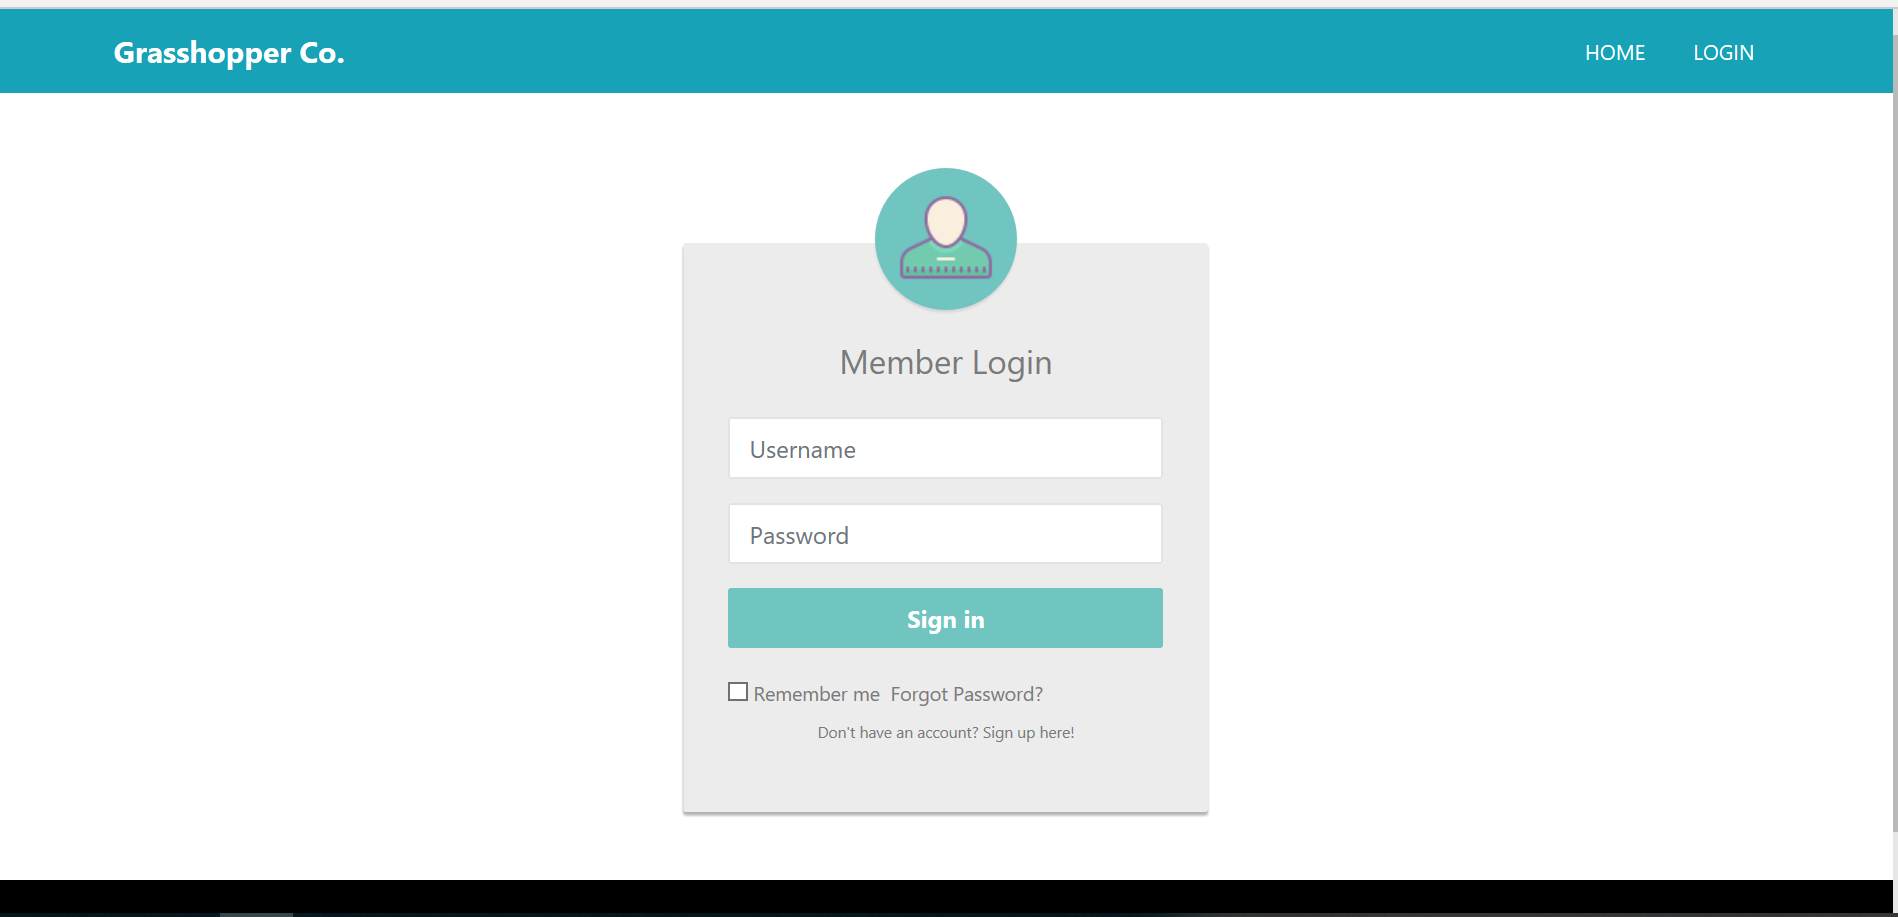 Grasshopper Co. HOME LOGIN
Member Login
Username
Password
Sign in
Remember me Forgot Password?
Don't have an account? Sign up here!